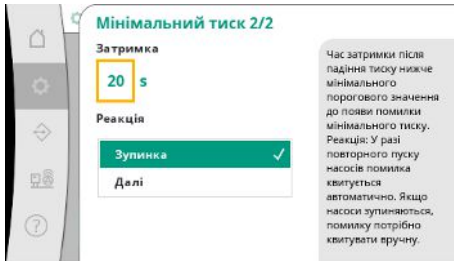 Мінімальний тиск 2/2
Затримка
20 s
Реакція
Зупинка
Далі
Час затримки після
падіння тиску нижче
мінімального
порогового значення
до появи помилки
мінімального тиску.
Реакція: У разі
повторного пуску
насосів помилка
квитується
автоматично. Якщо
насоси зупиняються,
помилку потрібно
квитувати вручну.